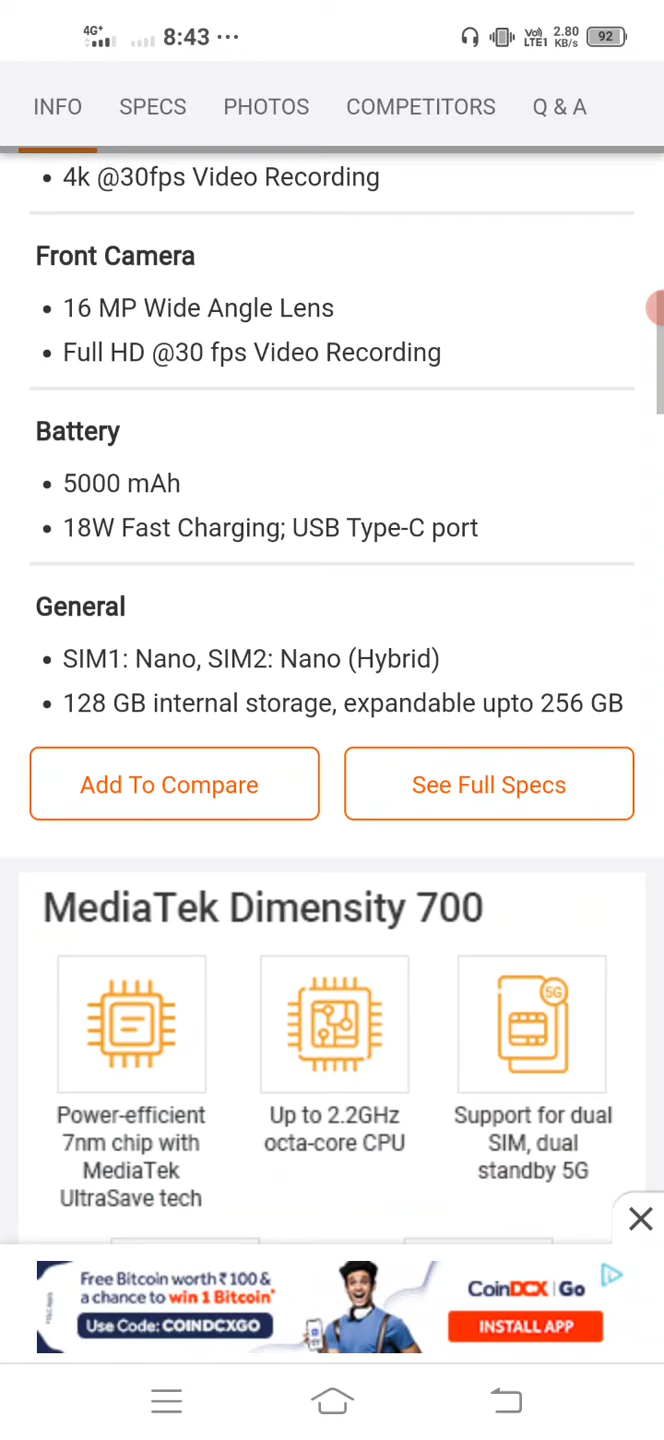 4G+ 8:43 ... Vo) LTE1 2.80 KB/s 92
INFO SPECS PHOTOS COMPETITORS Q & A
• 4k @30fps Video Recording
Front Camera
• 16 MP Wide Angle Lens
• Full HD @30 fps Video Recording
Battery
• 5000 mAh
• 18W Fast Charging; USB Type-C port
General
• SIM1: Nano, SIM2: Nano (Hybrid)
• 128 GB internal storage, expandable upto 256 GB
Add To Compare See Full Specs
MediaTek Dimensity 700
5G
Power-efficient
7nm chip with
MediaTek
UltraSave tech
Up to 2.2GHz
octa-core CPU
Support for dual
SIM, dual
standby 5G
Free Bitcoin worth ₹100 &
a chance to win 1 Bitcoin*
Use Code: COINDCXGO
CoinDCX | Go
INSTALL APP